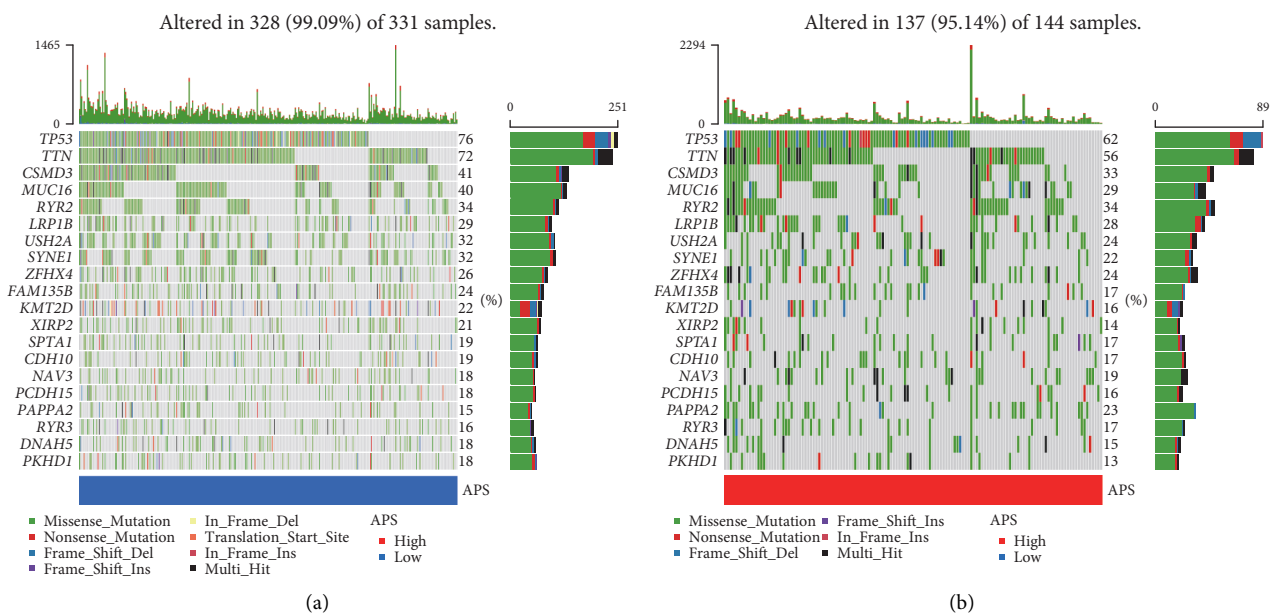 Altered in 328 (99.09%) of 331 samples.
1465
0
0 251
TP53 76
TTN 72
CSMD3 41
MUC16 40
RYR2 34
LRP1B 29
USH2A 32
SYNE1 32
ZFHX4 26
FAM135B 24
(%)
KMT2D 22
XIRP2 21
SPTA1 19
CDH10 19
NAV3 18
PCDH15 18
PAPPA2 15
RYR3 16
DNAH5 18
PKHD1 18
APS
Missense_Mutation
Nonsense_Mutation
Frame_Shift_Del
Frame_Shift_Ins
In_Frame_Del
Translation_Start_Site
In_Frame_Ins
Multi_Hit
APS
High
Low
(a)
Altered in 137 (95.14%) of 144 samples.
2294
0
0 89
TP53 62
TTN 56
CSMD3 33
MUC16 29
RYR2 34
LRP1B 28
USH2A 24
SYNE1 22
ZFHX4 24
FAM135B 17
(%)
KMT2D 16
XIRP2 14
SPTA1 17
CDH10 17
NAV3 19
PCDH15 16
PAPPA2 23
RYR3 17
DNAH5 15
PKHD1 13
APS
Missense_Mutation
Nonsense_Mutation
Frame_Shift_Del
Frame_Shift_Ins
In_Frame_Ins
Multi_Hit
APS
High
Low
(b)